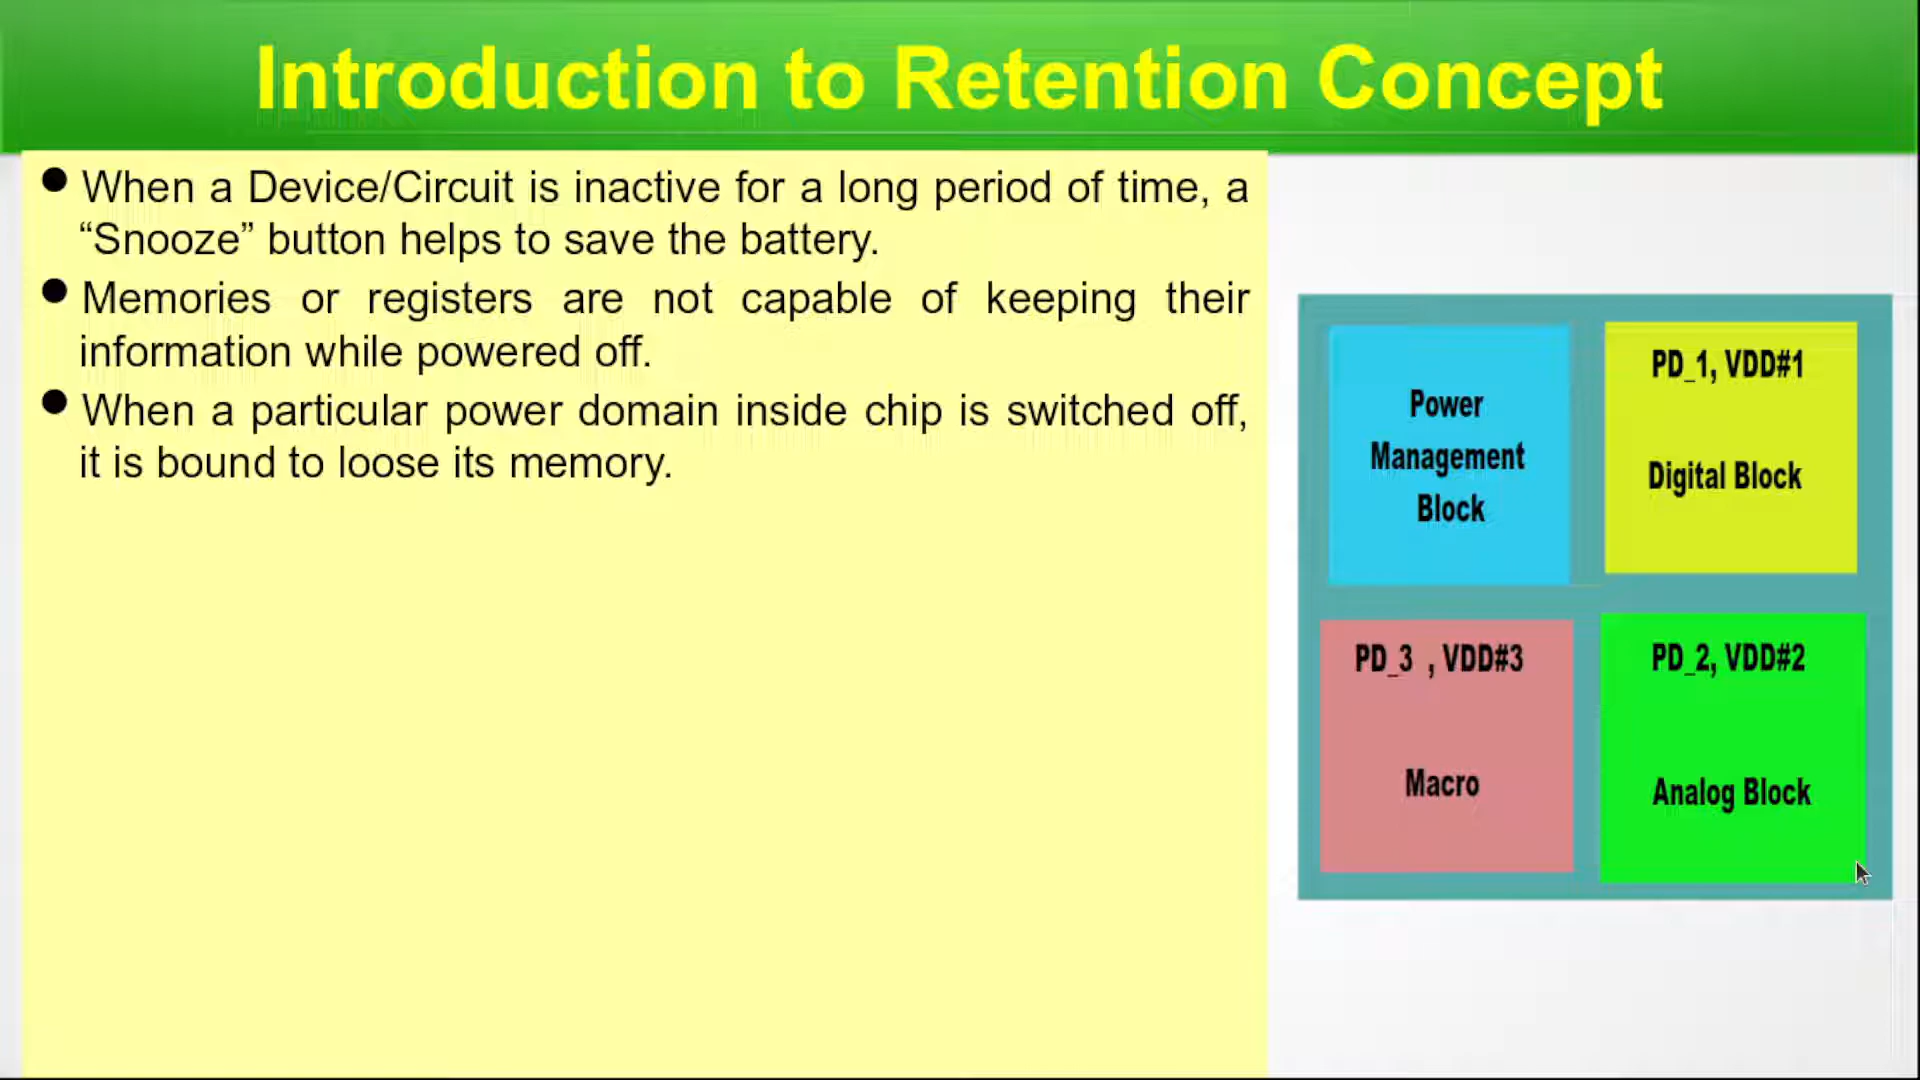 Introduction to Retention Concept
●When a Device/Circuit is inactive for a long period of time, a
“Snooze” button helps to save the battery.
●Memories or registers are not capable of keeping their
information while powered off.
●When a particular power domain inside chip is switched off,
it is bound to loose its memory.
Power
Management
Block
PD_1, VDD#1
Digital Block
PD_3 , VDD#3
Macro
PD_2, VDD#2
Analog Block